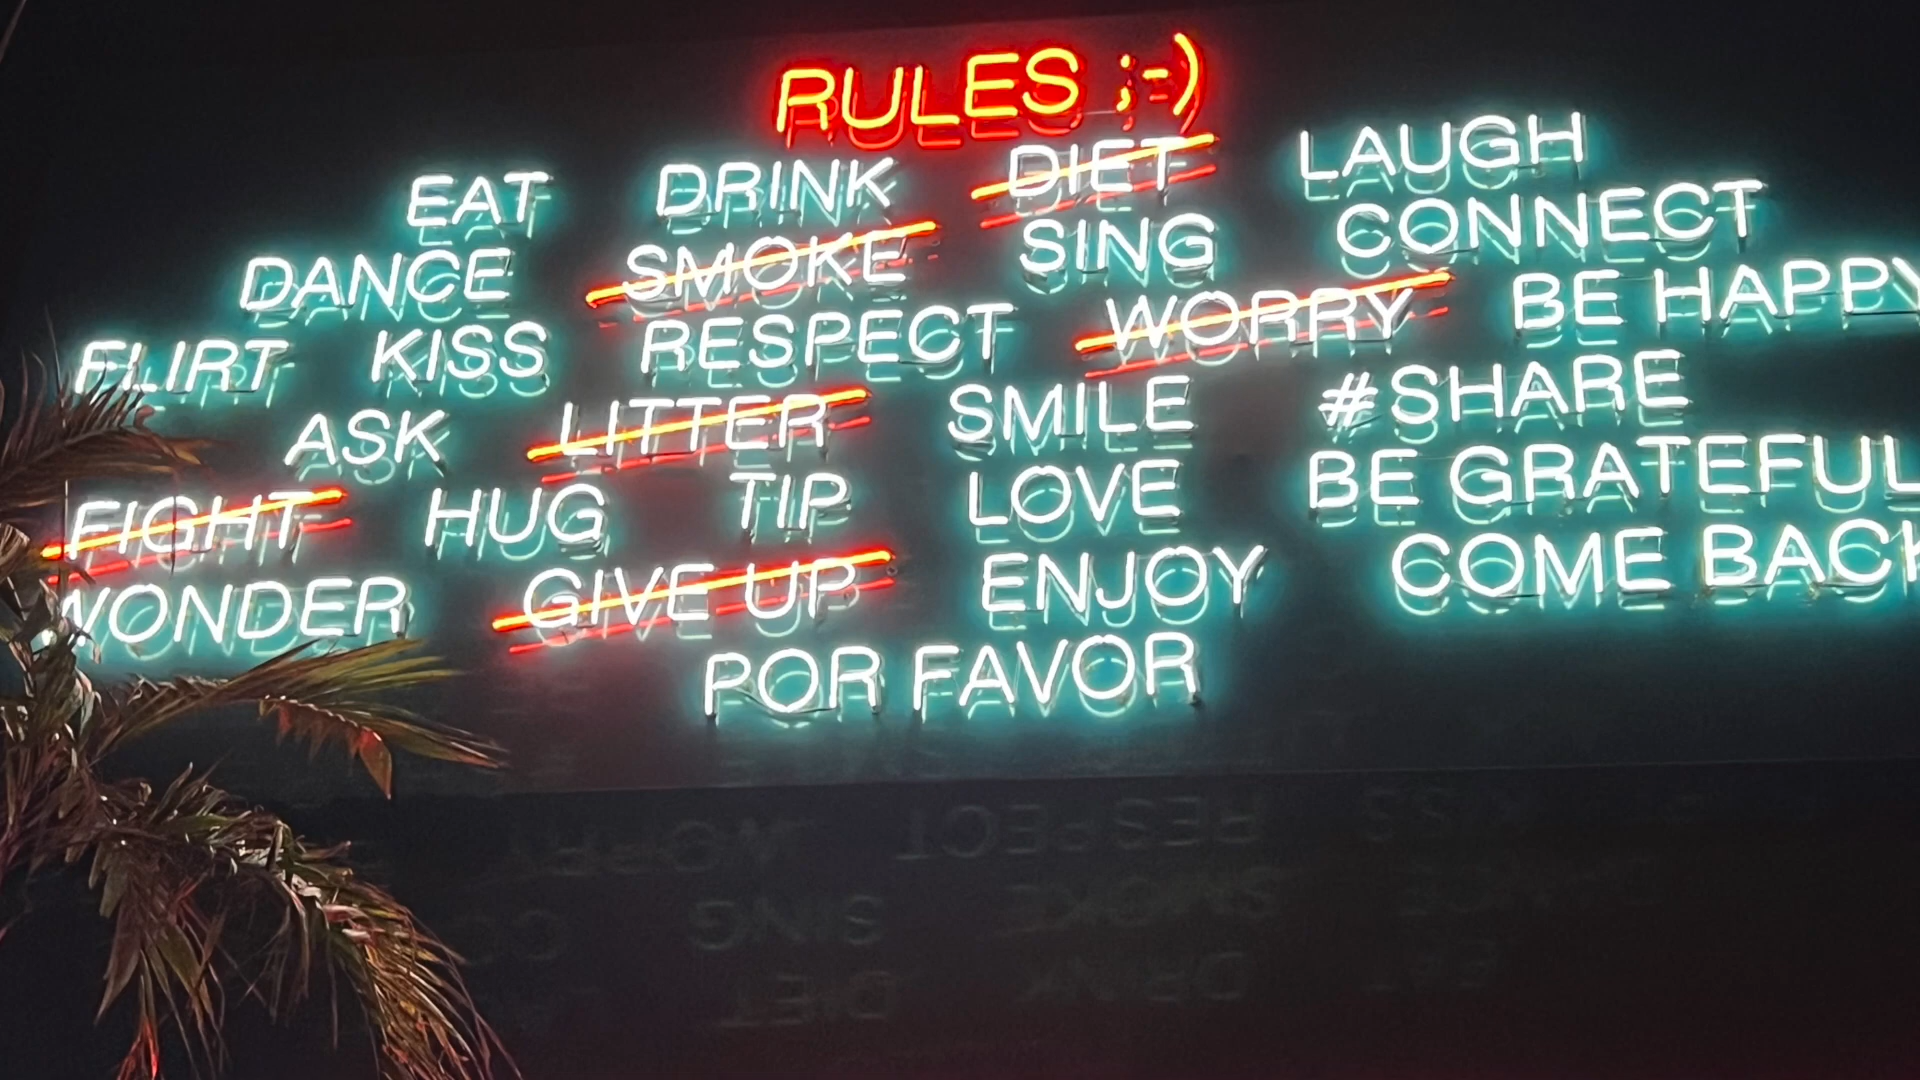 RULES ;-)
EAT DRINK DIET LAUGH
DANCE SMOKE SING CONNECT
FLIRT KISS RESPECT WORRY BE HAPPY
ASK LITTER SMILE #SHARE
FIGHT HUG TIP LOVE BE GRATEFUL
WONDER GIVE UP ENJOY COME BACK
POR FAVOR